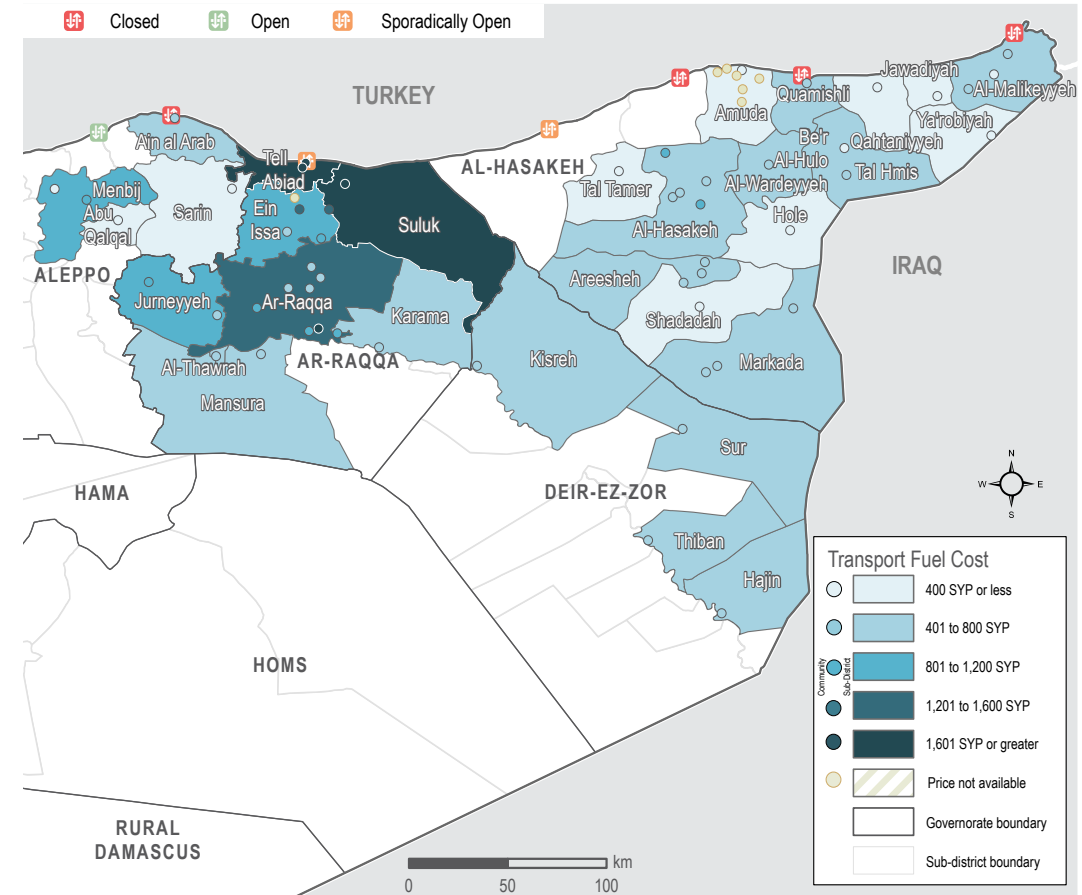 Closed
Open
Sporadically Open
TURKEY
Jawadiyah
Al-Malikeyyeh
Quamishli
Amuda
Ya'robiyah
Ain al Arab
Be'r
Al-Hulo
Al-Wardeyyeh
Qahtaniyyeh
Tell
Abiad
AL-HASAKEH
Tal Hmis
Tal Tamer
Menbij
Abu
Qalqal
Sarin
Ein
Issa
Suluk
Hole
Al-Hasakeh
IRAQ
ALEPPO
Areesheh
Jurneyyeh
Ar-Raqqa
Karama
Shadadah
AR-RAQQA
Kisreh
Markada
Al-Thawrah
Mansura
Sur
HAMA
DEIR-EZ-ZOR
N
W
E
S
Thiban
Hajin
HOMS
RURAL
DAMASCUS
Transport Fuel Cost
Community
Sub-District
400 SYP or less
401 to 800 SYP
801 to 1,200 SYP
1,201 to 1,600 SYP
1,601 SYP or greater
Price not available
Governorate boundary
Sub-district boundary
km
0 50 100